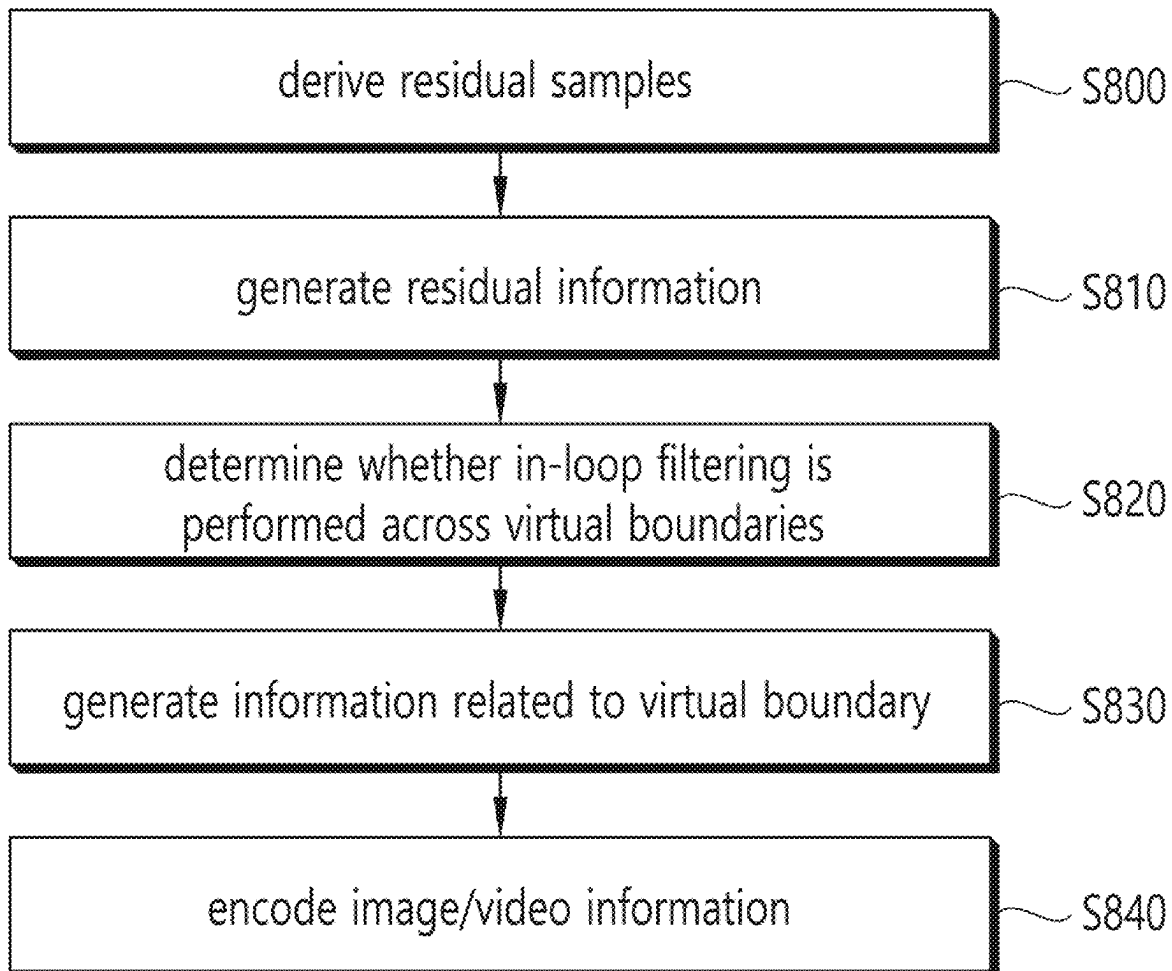 derive residual samples
S800
generate residual information
S810
determine whether in-loop filtering is
performed across virtual boundaries
S820
generate information related to virtual boundary
S830
encode image/video information
S840